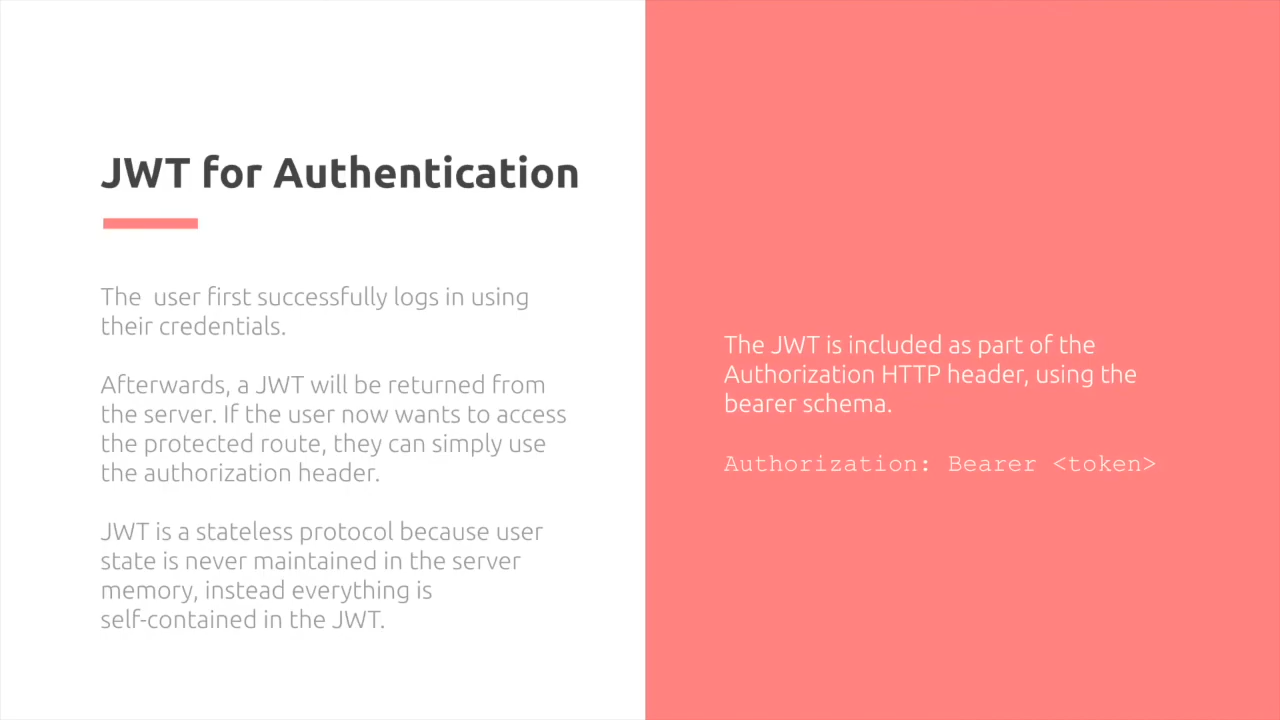 JWT for Authentication
The  user first successfully logs in using
their credentials.
Afterwards, a JWT will be returned from
the server. If the user now wants to access
the protected route, they can simply use
the authorization header.
JWT is a stateless protocol because user
state is never maintained in the server
memory, instead everything is
self-contained in the JWT.
The JWT is included as part of the
Authorization HTTP header, using the
bearer schema.
Authorization: Bearer <token>